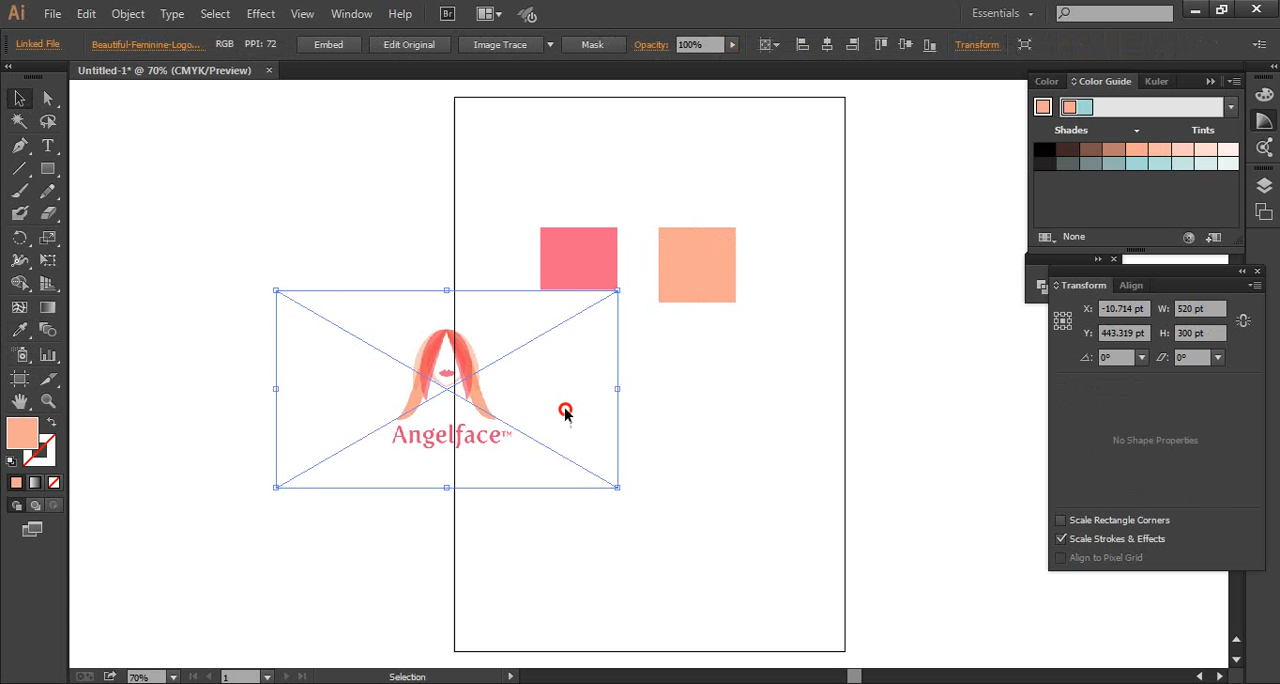 Ai File Edit Object Type Select Effect View Window Help Br Essentials
Linked File Beautiful-Feminine-Logo... RGB PPI: 72 Embed Edit Original Image Trace Mask Opacity: 100% Transform
Untitled-1* @ 70% (CMYK/Preview) ×
Color Color Guide Kuler
Shades Tints
None
Transform Align
X: -10.714 pt W: 520 pt
Y: 443.319 pt H: 300 pt
0° 0°
No Shape Properties
Scale Rectangle Corners
Scale Strokes & Effects
Align to Pixel Grid
Angelface™
70% 1 Selection